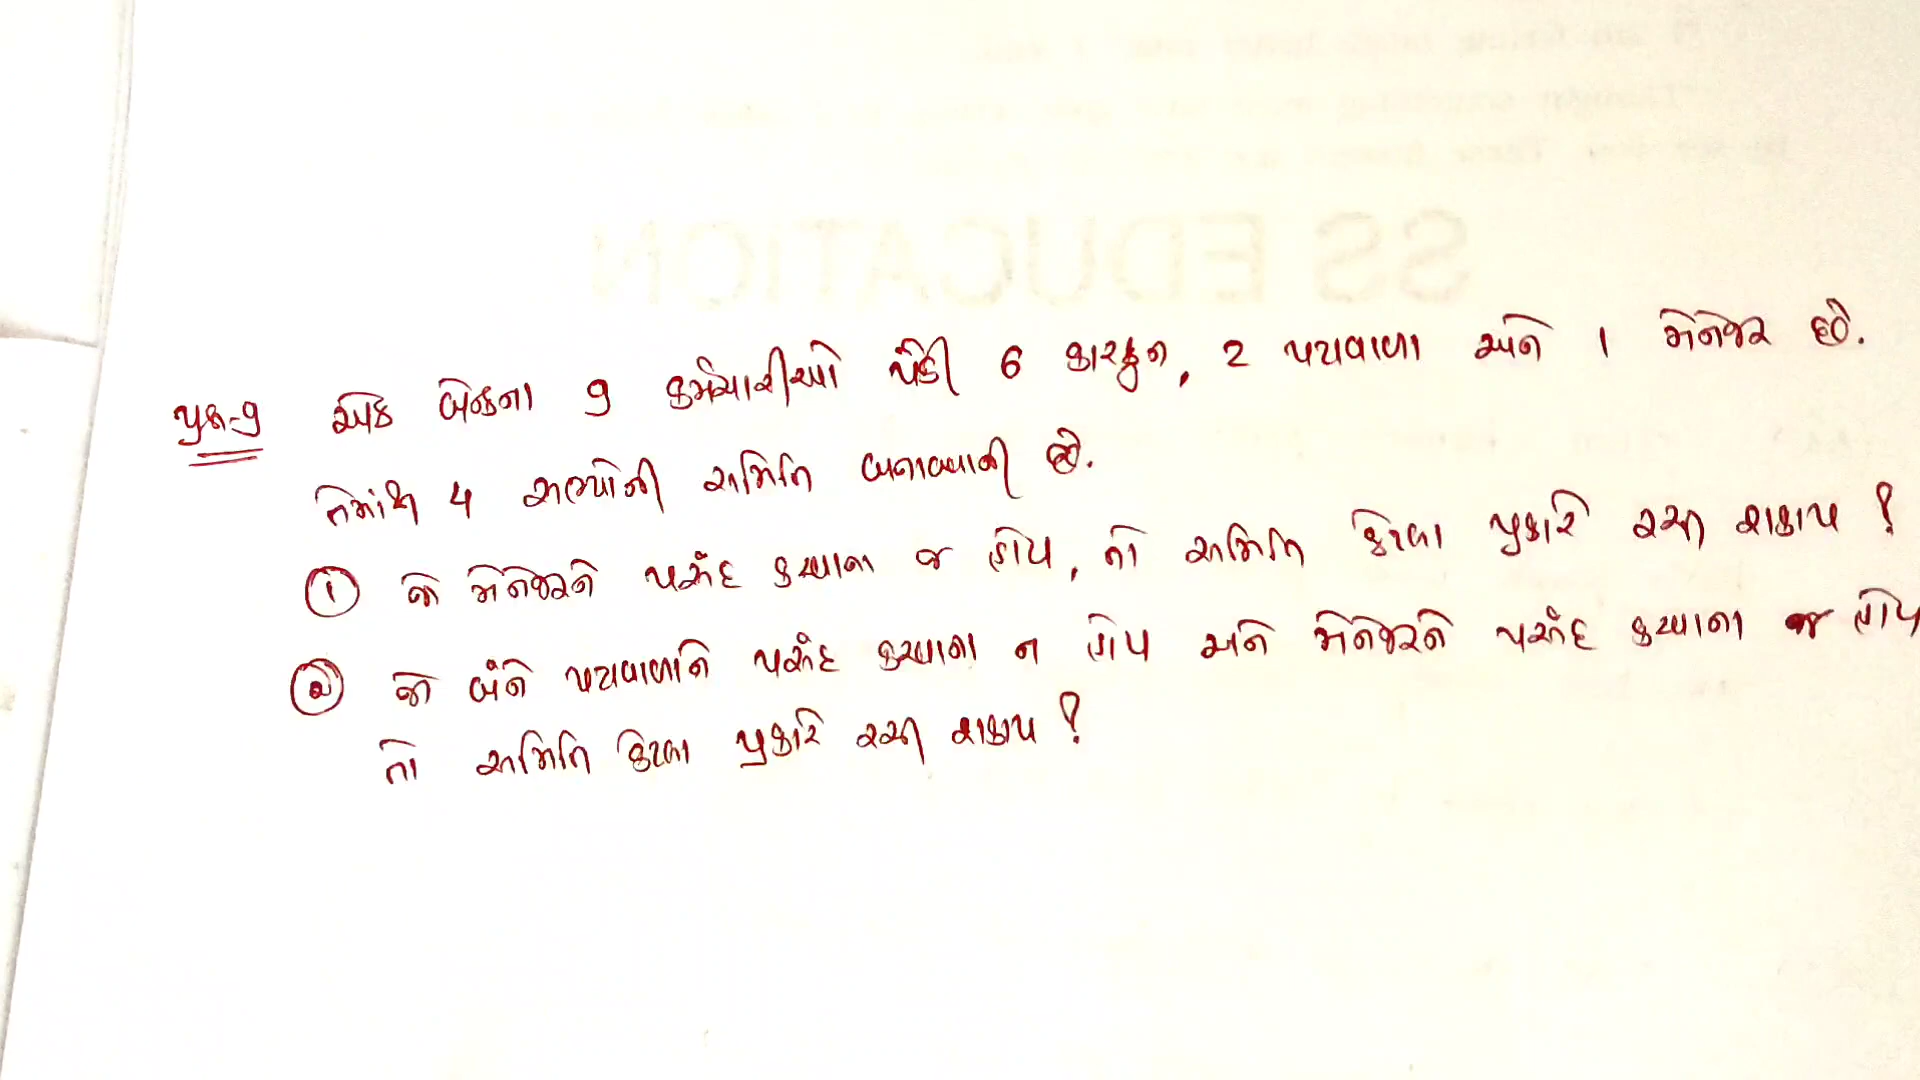 SS EDUCATION
પ્રશ્ન-9 એક બેન્કના 9 કર્મચારીઓ પૈકી 6 કારકુન, 2 પટાવાળા અને 1 મેનેજર છે.
તેમાંથી 4 સભ્યોની સમિતિ બનાવવાની છે.
① જો મેનેજરને પસંદ કરવાના જ હોય, તો સમિતિ કેટલા પ્રકારે રચી શકાય ?
② જો બંને પટાવાળાને પસંદ કરવાના ન હોય અને મેનેજરને પસંદ કરવાના જ હોય
તો સમિતિ કેટલા પ્રકારે રચી શકાય ?